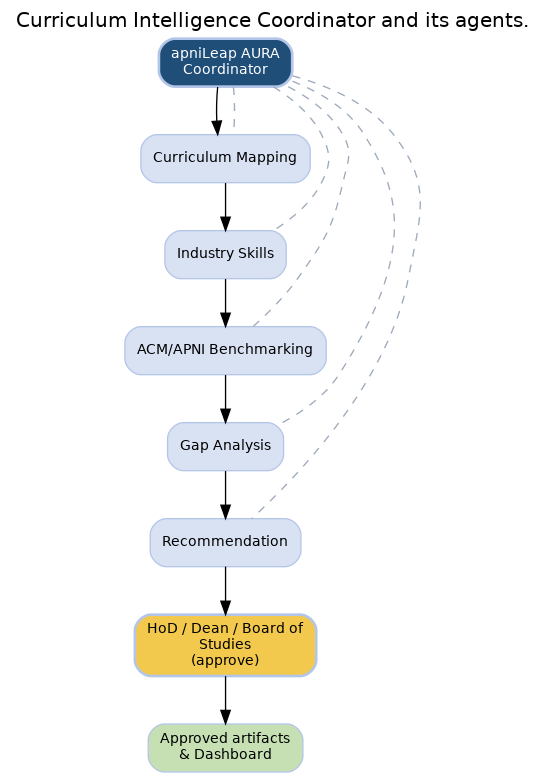 Curriculum Intelligence Coordinator and its agents.
apniLeap AURA
Coordinator
Curriculum Mapping
Industry Skills
ACM/APNI Benchmarking
Gap Analysis
Recommendation
HoD / Dean / Board of
Studies
(approve)
Approved artifacts
& Dashboard